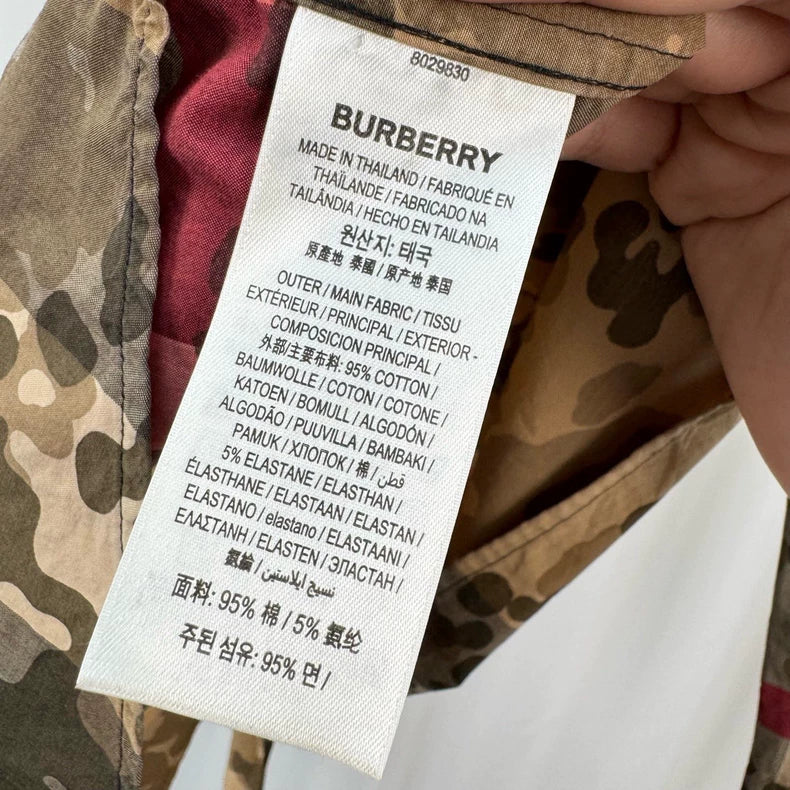 8029830
BURBERRY
MADE IN THAILAND / FABRIQUÉ EN
THAÏLANDE / FABRICADO NA
TAILÂNDIA / HECHO EN TAILANDIA
원산지: 태국
原產地 泰國 / 原产地 泰国
OUTER / MAIN FABRIC / TISSU
EXTÉRIEUR / PRINCIPAL / EXTERIOR -
COMPOSICION PRINCIPAL /
外部/主要布料: 95% COTTON /
BAUMWOLLE / COTON / COTONE /
KATOEN / BOMULL / ALGODÓN /
ALGODÃO / PUUVILLA / BAMBAKI /
PAMUK / ХЛОПОК / 棉 / قطن /
5% ELASTANE / ELASTHAN /
ÉLASTHANE / ELASTAAN / ELASTAN /
ELASTANO / elastano / ELASTAANI /
ΕΛΑΣΤΑΝΗ / ELASTEN / ЭЛАСТАН /
氨綸 / نسيج ايلاستين /
面料: 95% 棉 / 5% 氨纶
주된 섬유: 95% 면 /